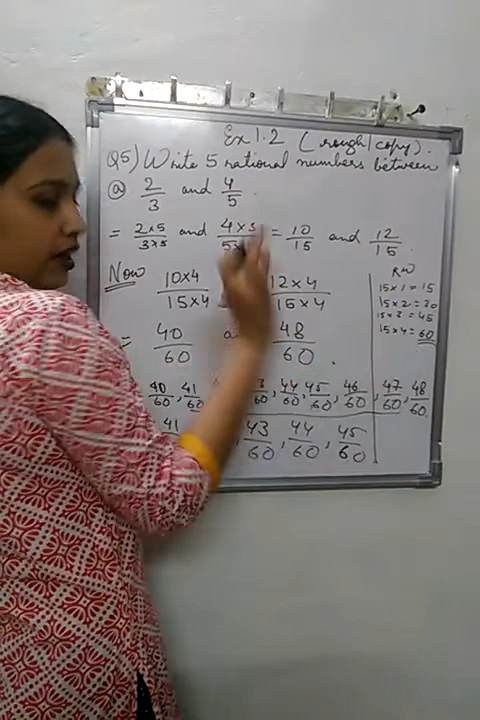 Ex 1.2 ( rough copy ).
Q5) Write 5 rational numbers between
a 2/3 and 4/5 .
= 2×5/3×5 and 4×3/5× = 10/15 and 12/15 .
Now 10×4/15×4 12×4/15×4
= 40/60 48/60 .
40/60 , 41/60 , /60 , 44/60 , 45/60 , 46/60 , 47/60 , 48/60
41 43/60 , 44/60 , 45/60
RW
15×1 = 15
15×2 = 30
15×3 = 45
15×4 = 60